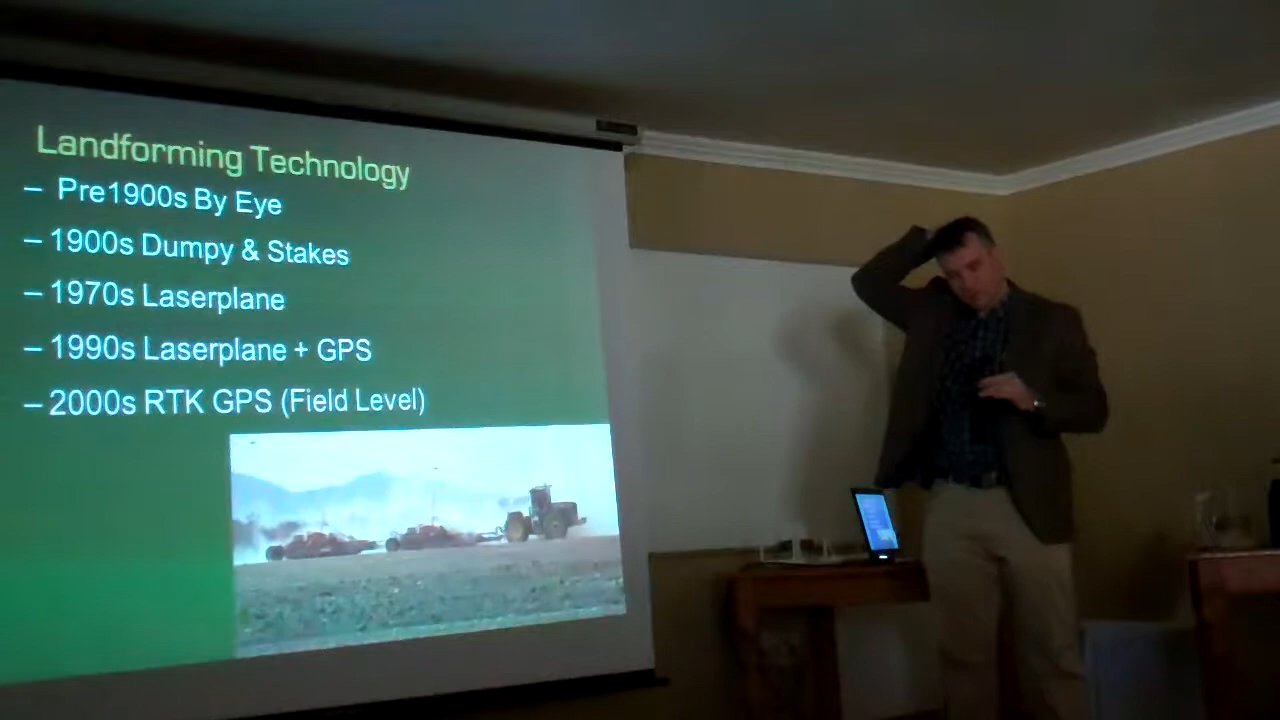 Landforming Technology
– Pre1900s By Eye
– 1900s Dumpy & Stakes
– 1970s Laserplane
– 1990s Laserplane + GPS
– 2000s RTK GPS (Field Level)